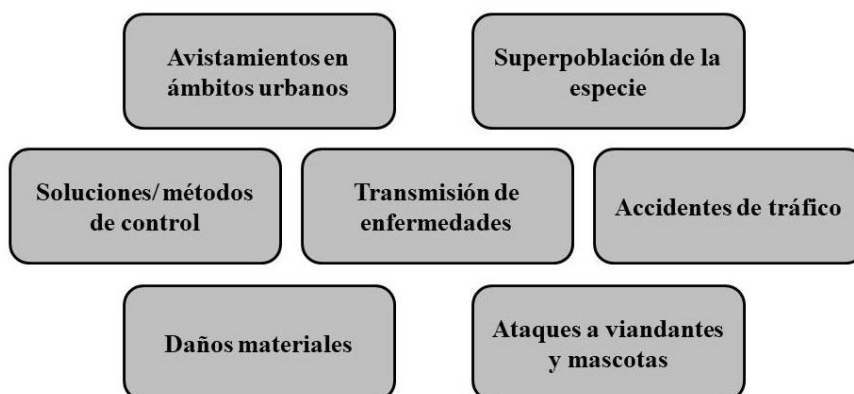 Avistamientos en
ámbitos urbanos
Superpoblación de la
especie
Soluciones/ métodos
de control
Transmisión de
enfermedades
Accidentes de tráfico
Daños materiales
Ataques a viandantes
y mascotas